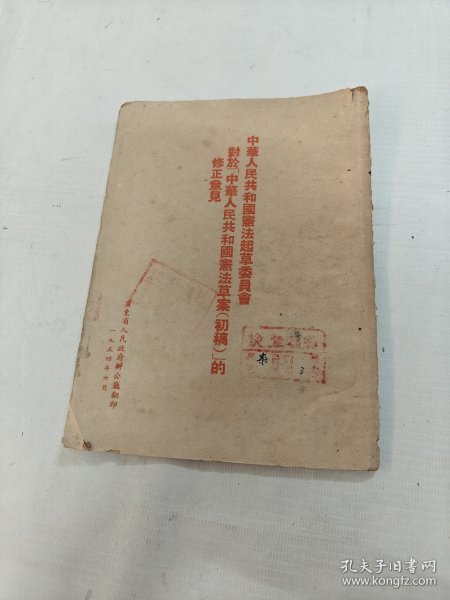 中華人民共和國憲法起草委員會
對於「中華人民共和國憲法草案（初稿）」的
修正意見
廣東省人民政府辦公廳翻印
一九五四年六月
3
孔夫子旧书网
www.kongfz.com